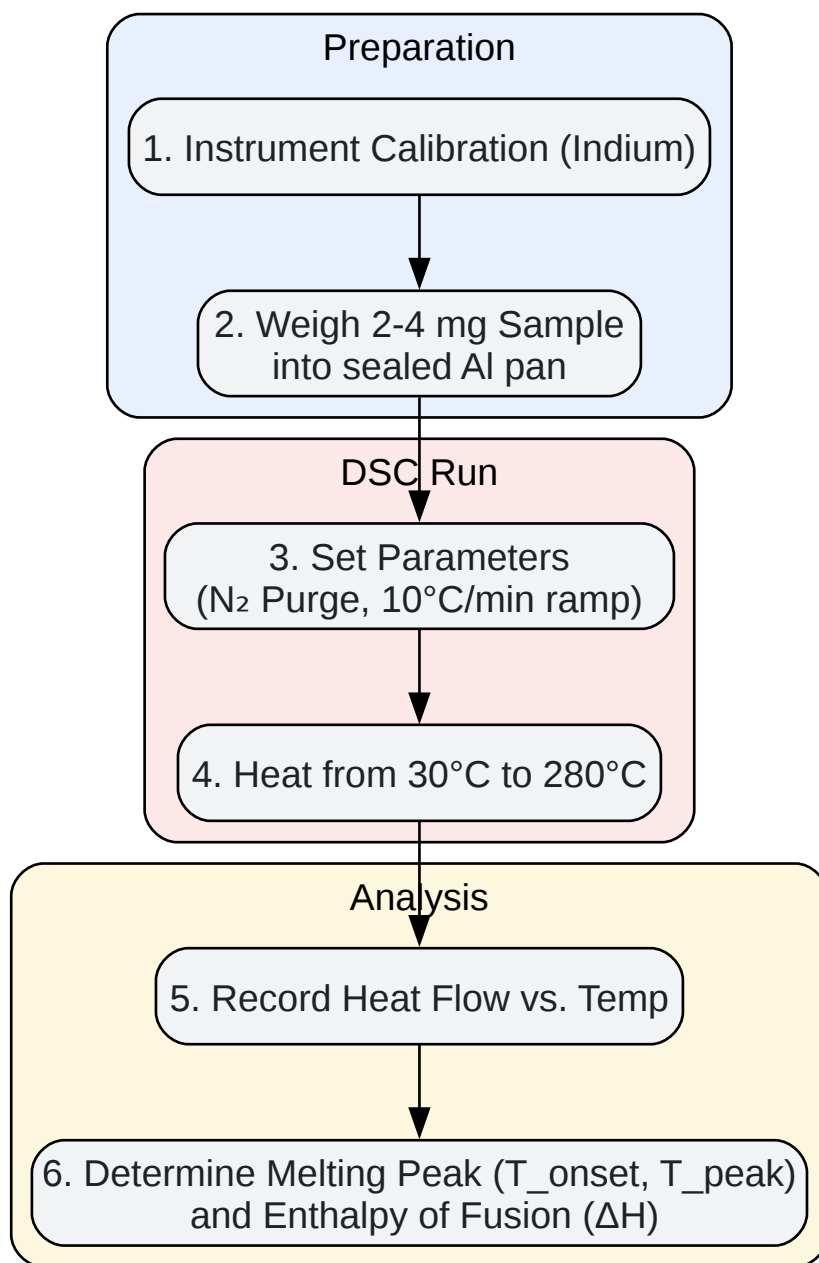 Preparation
1. Instrument Calibration (Indium)
2. Weigh 2-4 mg Sample
into sealed Al pan
DSC Run
3. Set Parameters
(N₂ Purge, 10°C/min ramp)
4. Heat from 30°C to 280°C
Analysis
5. Record Heat Flow vs. Temp
6. Determine Melting Peak (T_onset, T_peak)
and Enthalpy of Fusion (ΔH)